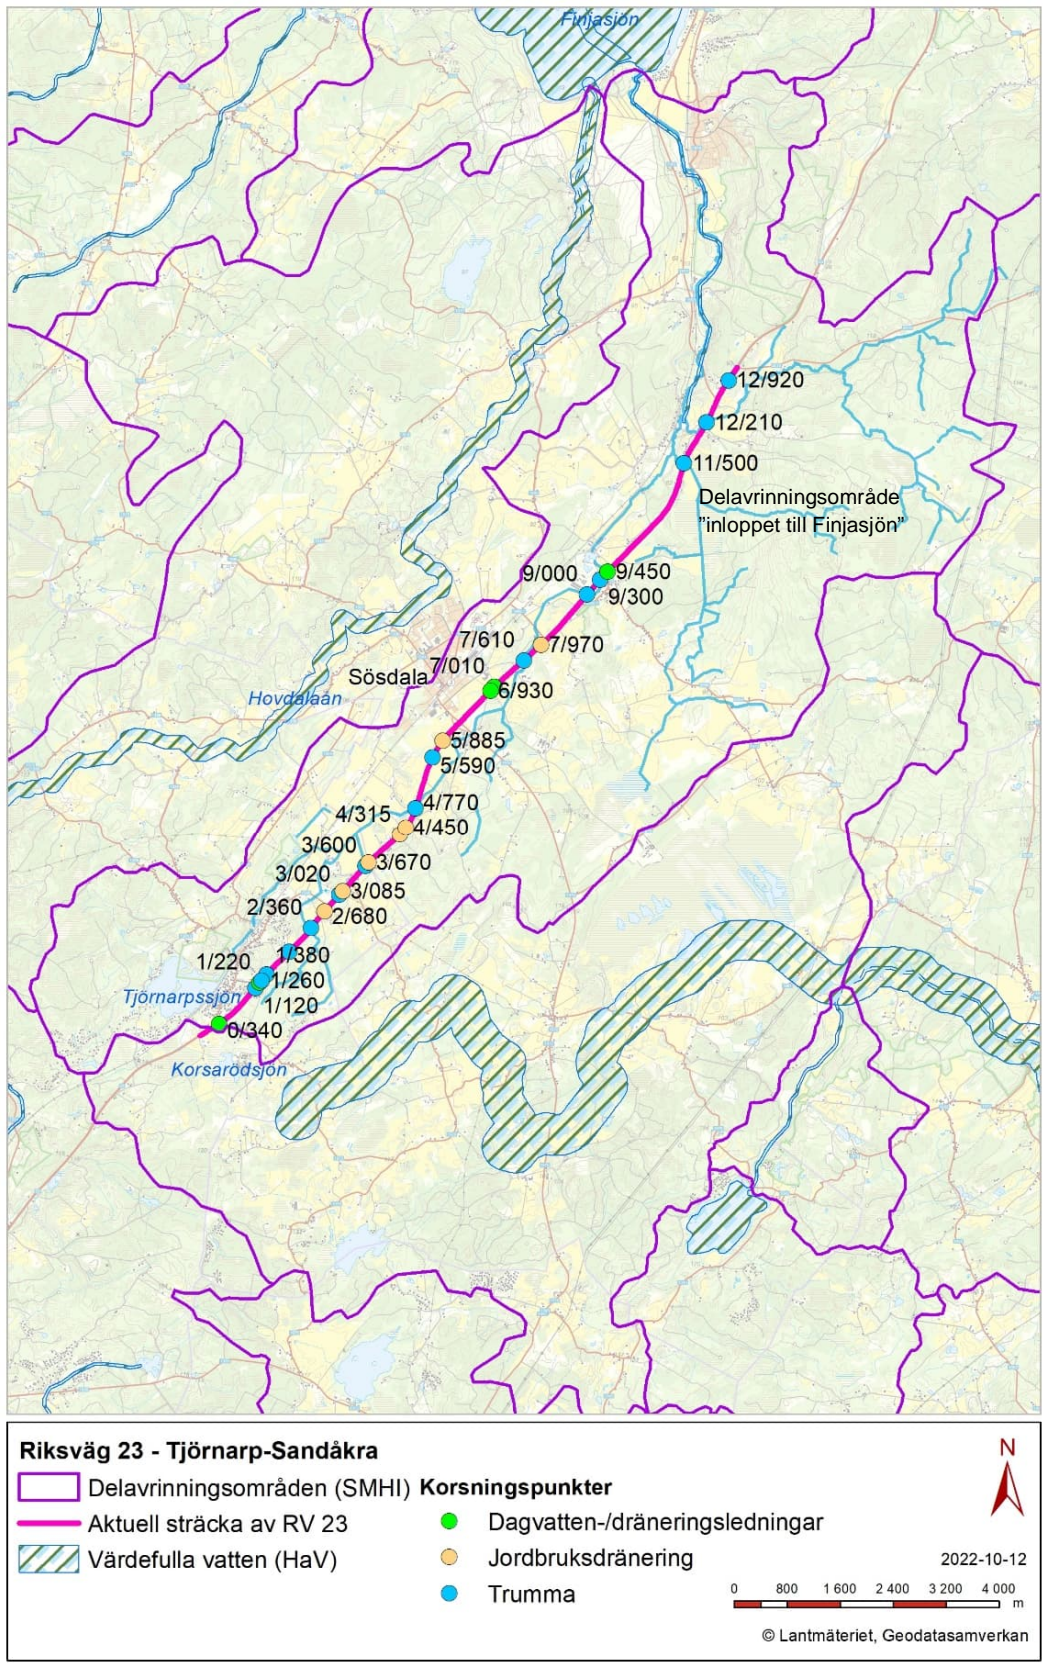 Finjasjön
12/920
12/210
11/500
Delavrinningsområde
”inloppet till Finjasjön”
9/000
9/450
9/300
7/610
7/970
7/010
Sösdala
6/930
Hovdalaån
5/885
5/590
4/770
4/315
4/450
3/600
3/670
3/020
3/085
2/360
2/680
1/380
1/220
1/260
Tjörnarpssjön
1/120
0/340
Korsarödsjön
Riksväg 23 - Tjörnarp-Sandåkra
Delavrinningsområden (SMHI)
Aktuell sträcka av RV 23
Värdefulla vatten (HaV)
Korsningspunkter
Dagvatten-/dräneringsledningar
Jordbruksdränering
Trumma
N
2022-10-12
0 800 1 600 2 400 3 200 4 000
m
© Lantmäteriet, Geodatasamverkan